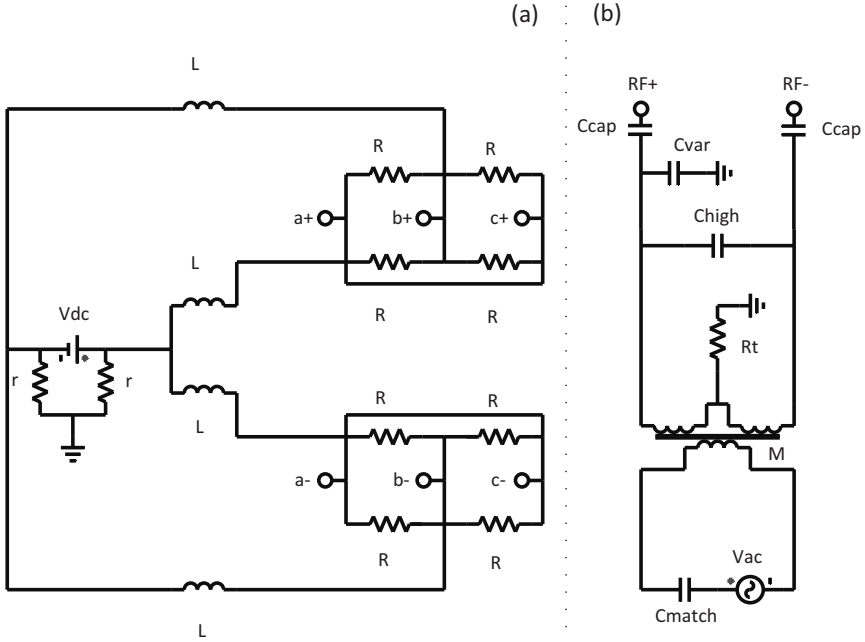 (a)
(b)
L
RF+
RF-
Ccap
Ccap
Cvar
R
R
a+
b+
c+
Chigh
L
R
R
Vdc
Rt
r
r
L
R
R
M
a-
b-
c-
R
R
Vac
Cmatch
L